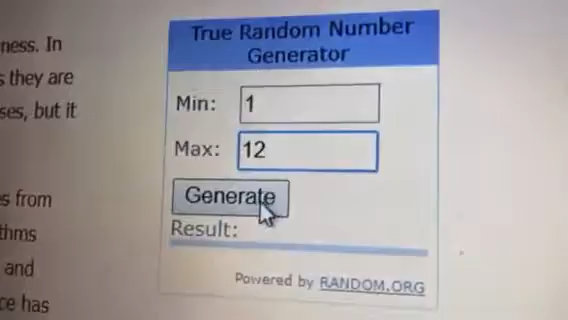 ness. In
s they are
ses, but it
s from
thms
and
ce has
True Random Number
Generator
Min: 1
Max: 12
Generate
Result:
Powered by RANDOM.ORG